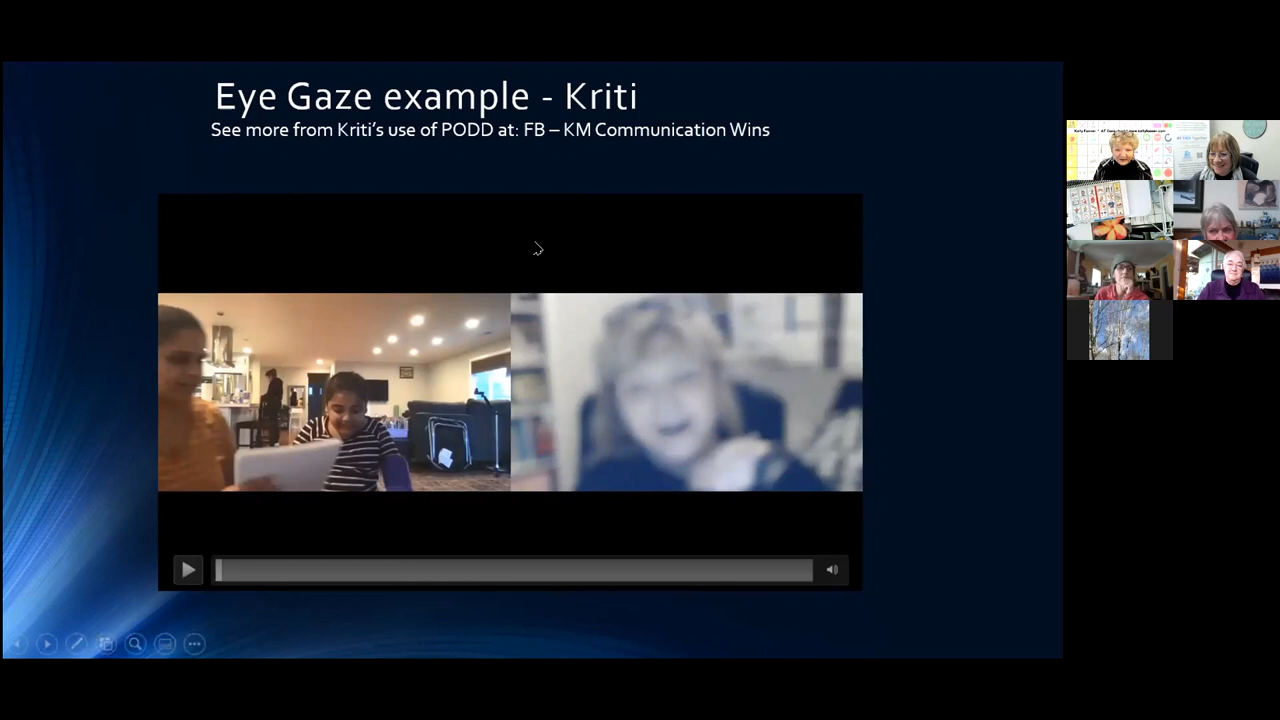 Eye Gaze example - Kriti
See more from Kriti's use of PODD at: FB – KM Communication Wins